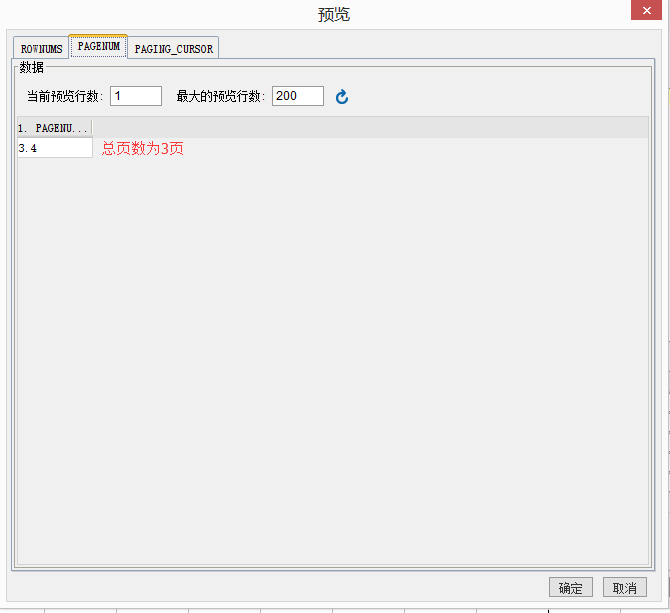 预览
ROWNUMS PAGENUM PAGING_CURSOR
数据
当前预览行数: 1 最大的预览行数: 200
1. PAGENU...
3.4 总页数为3页
确定 取消